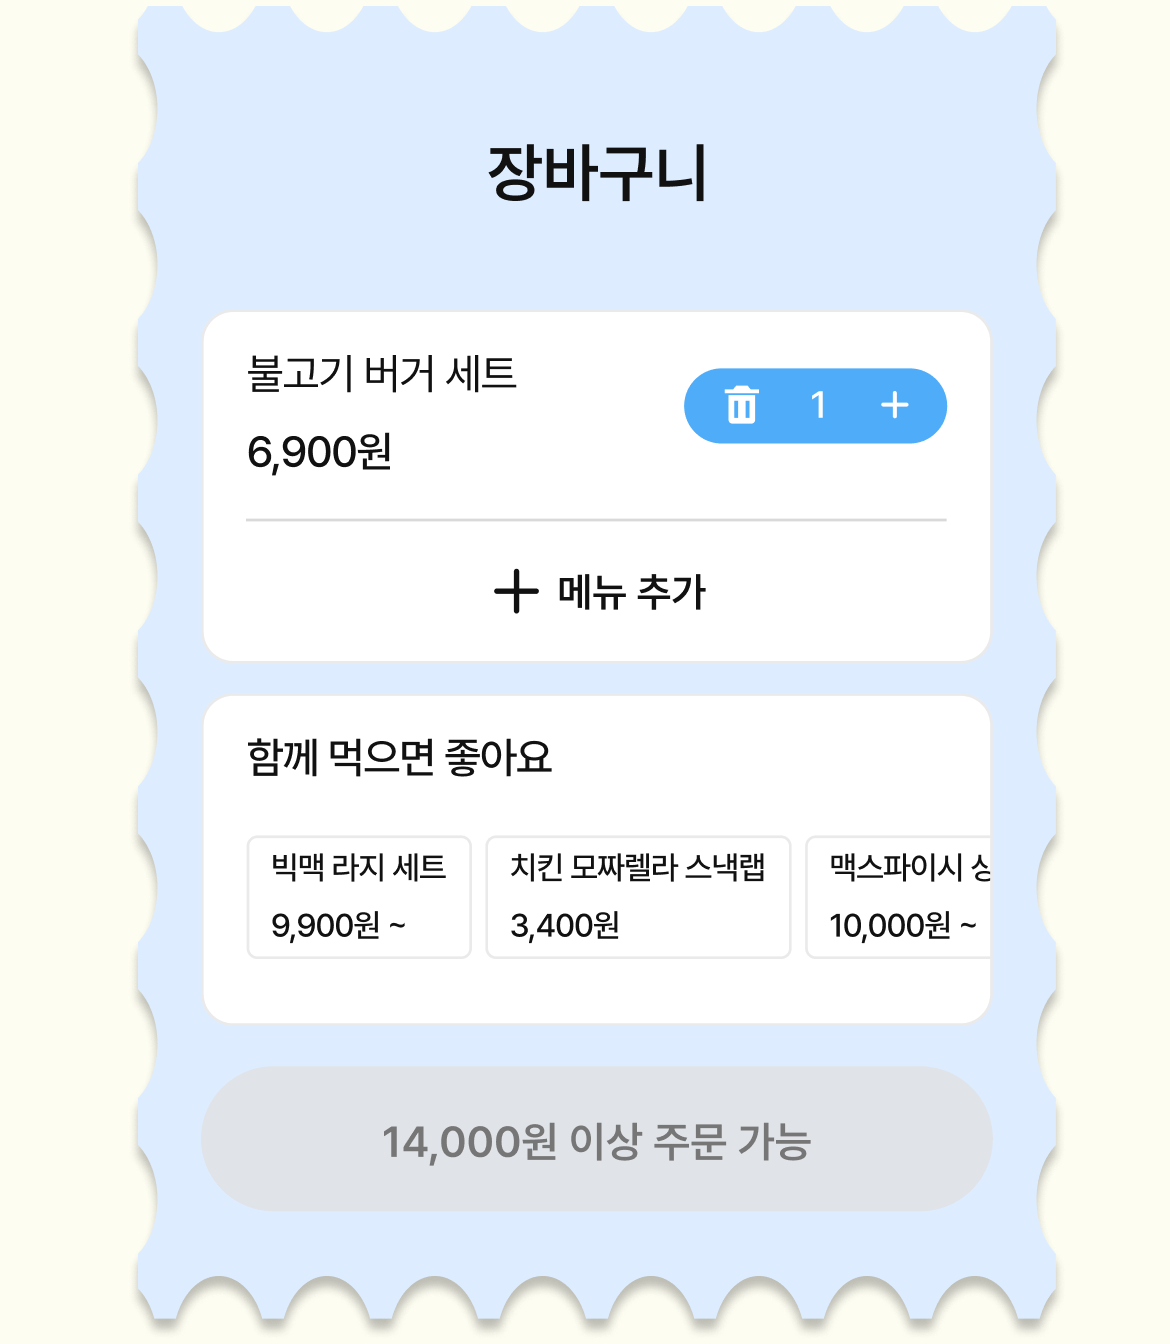 장바구니
불고기 버거 세트
6,900원
1
메뉴 추가
함께 먹으면 좋아요
빅맥 라지 세트
9,900원 ~
치킨 모짜렐라 스낵랩
3,400원
맥스파이시
10,000원 ~
14,000원 이상 주문 가능